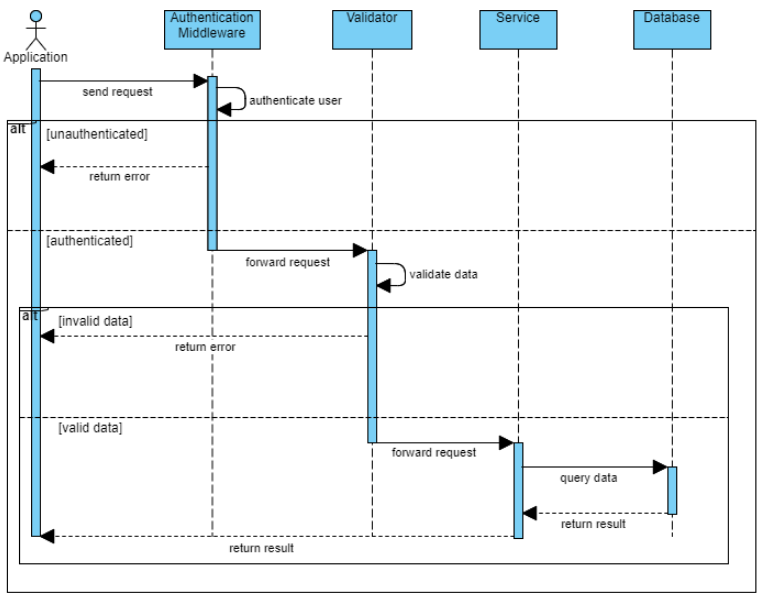 Application
Authentication
Middleware
Validator
Service
Database
send request
authenticate user
alt
[unauthenticated]
return error
[authenticated]
forward request
validate data
alt
[invalid data]
return error
[valid data]
forward request
query data
return result
return result